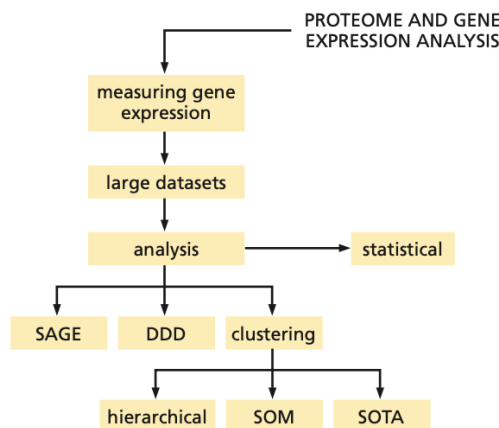 PROTEOME AND GENE
EXPRESSION ANALYSIS
measuring gene
expression
large datasets
analysis
statistical
SAGE
DDD
clustering
hierarchical
SOM
SOTA